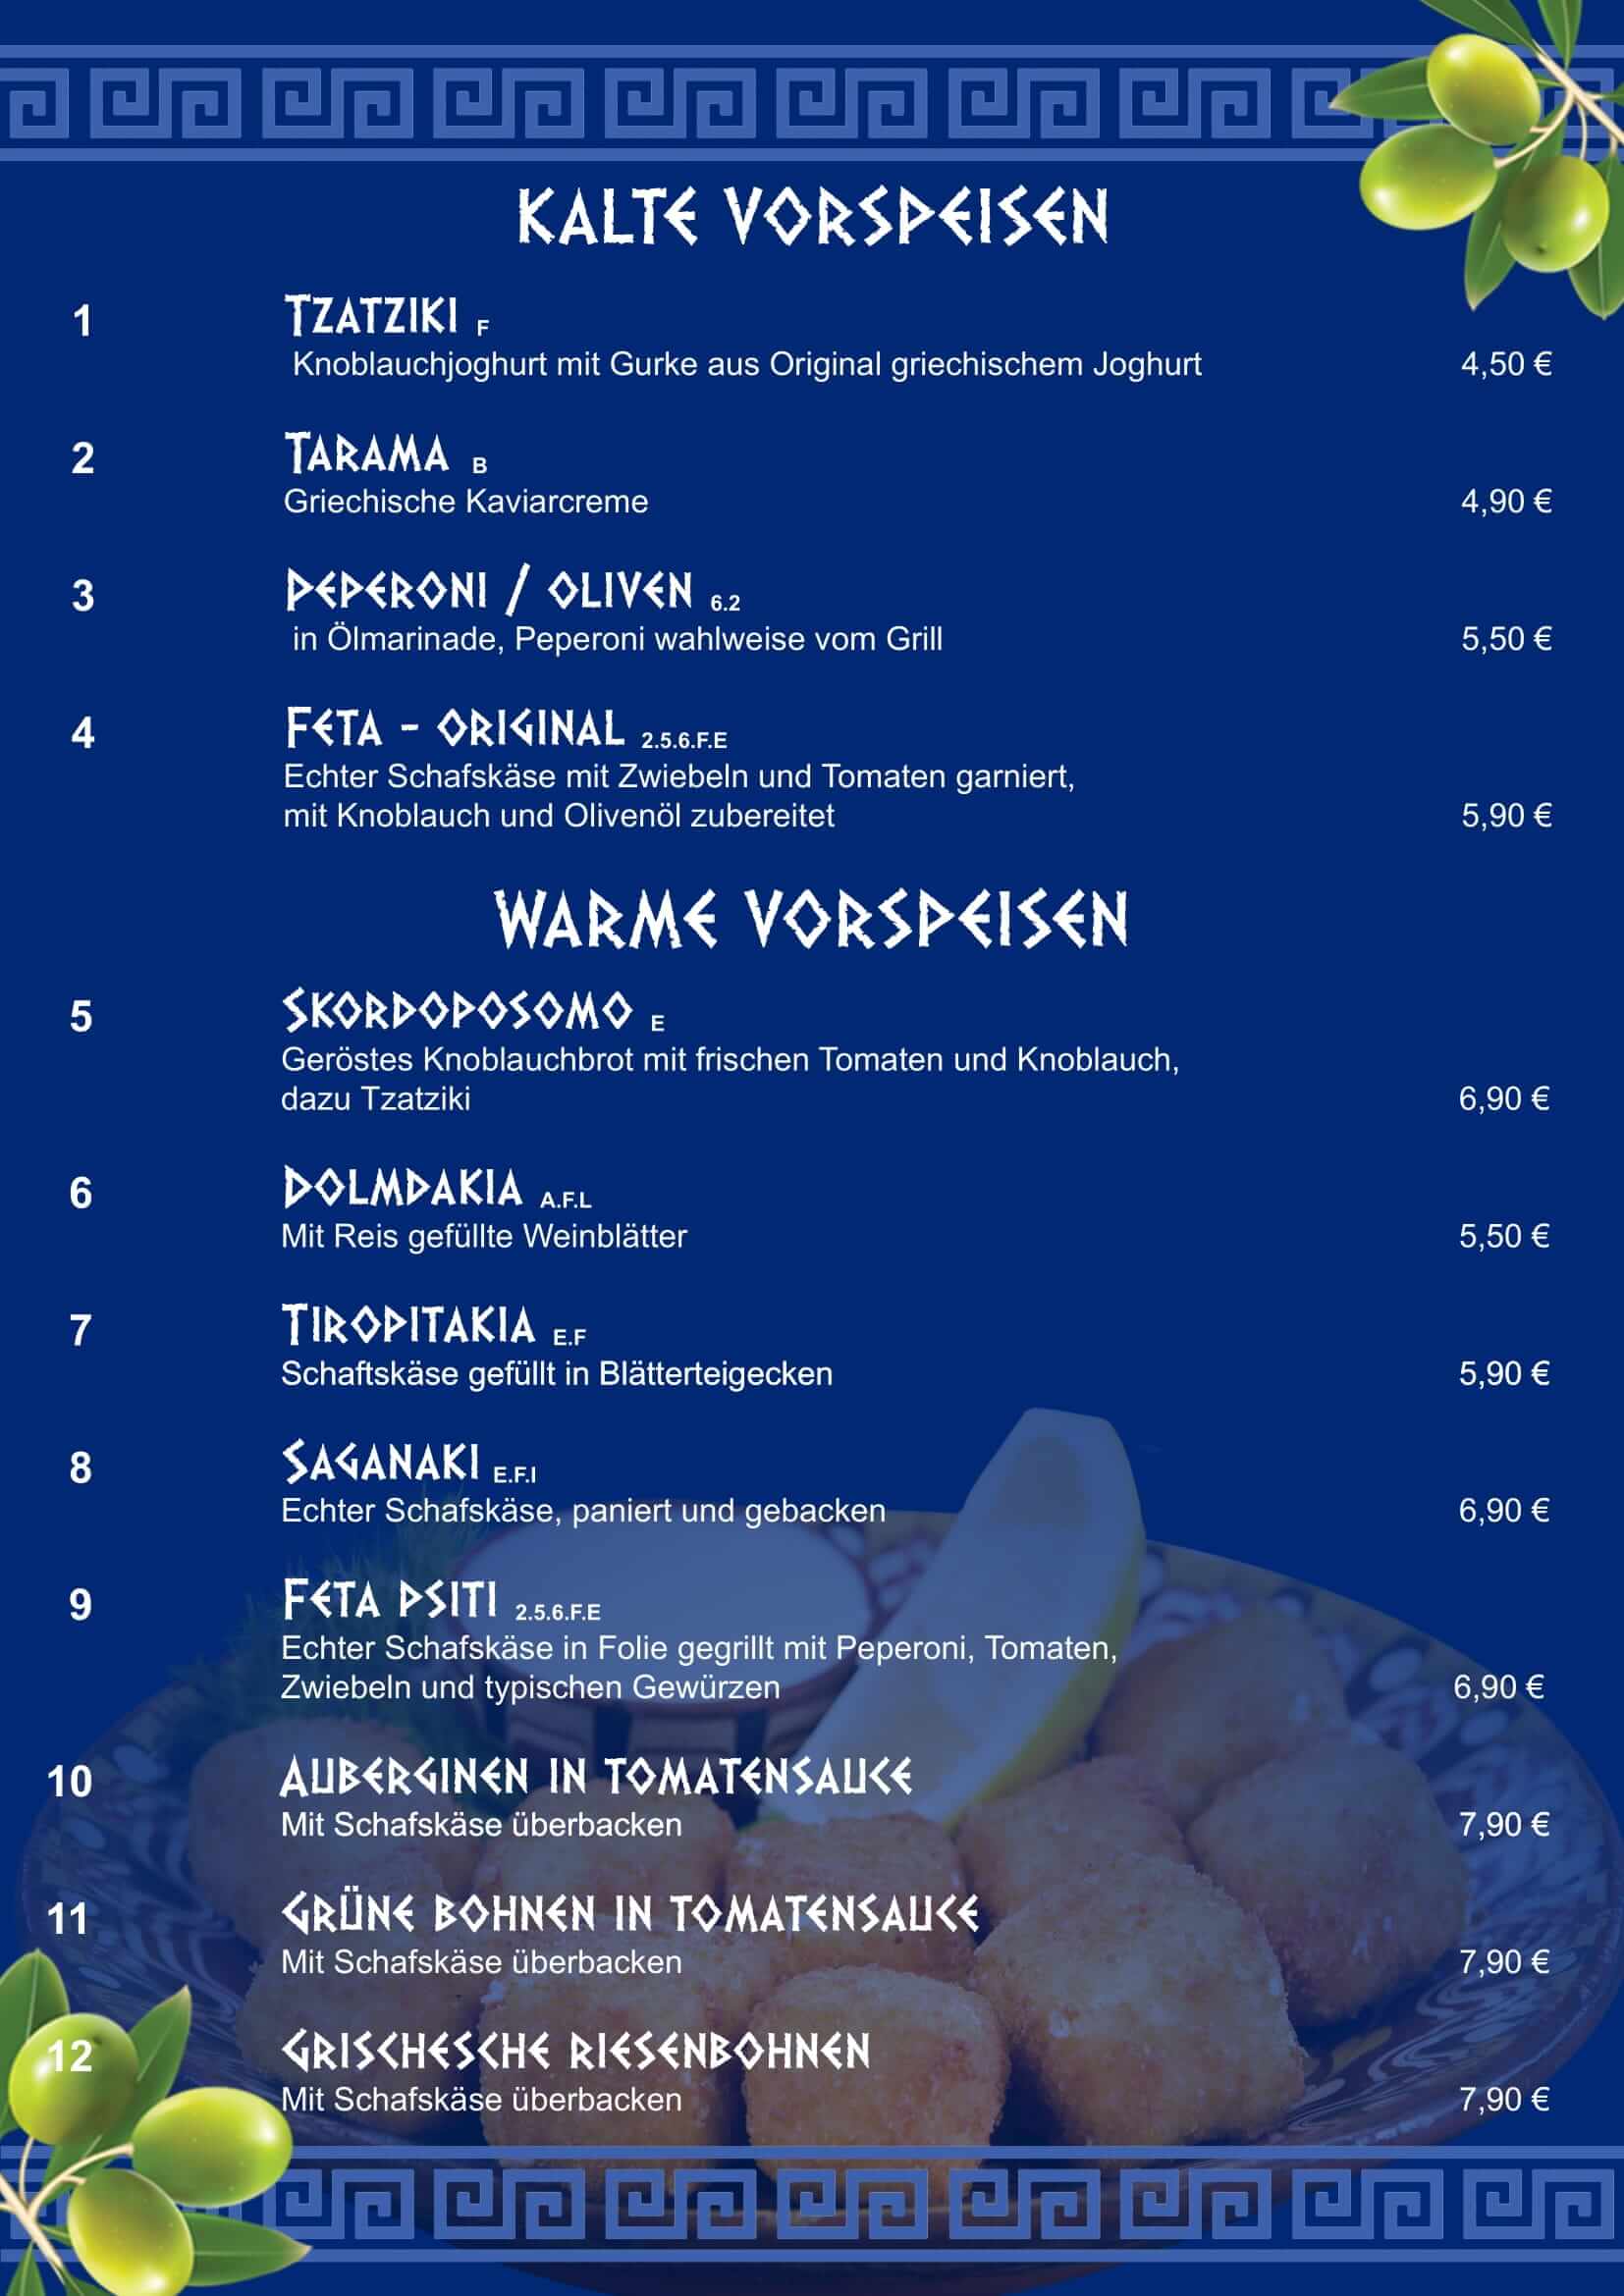 KALTE VORSPEISEN
1 TZATZIKI F
Knoblauchjoghurt mit Gurke aus Original griechischem Joghurt 4,50 €
2 TARAMA B
Griechische Kaviarcreme 4,90 €
3 PEPERONI / OLIVEN 6.2
in Ölmarinade, Peperoni wahlweise vom Grill 5,50 €
4 FETA - ORIGINAL 2.5.6.F.E
Echter Schafskäse mit Zwiebeln und Tomaten garniert,
mit Knoblauch und Olivenöl zubereitet 5,90 €
WARME VORSPEISEN
5 SKORDOPOSOMO E
Geröstes Knoblauchbrot mit frischen Tomaten und Knoblauch,
dazu Tzatziki 6,90 €
6 DOLMDAKIA A.F.L
Mit Reis gefüllte Weinblätter 5,50 €
7 TIROPITAKIA E.F
Schaftskäse gefüllt in Blätterteigecken 5,90 €
8 SAGANAKI E.F.I
Echter Schafskäse, paniert und gebacken 6,90 €
9 FETA PSITI 2.5.6.F.E
Echter Schafskäse in Folie gegrillt mit Peperoni, Tomaten,
Zwiebeln und typischen Gewürzen 6,90 €
10 AUBERGINEN IN TOMATENSAUCE
Mit Schafskäse überbacken 7,90 €
11 GRÜNE BOHNEN IN TOMATENSAUCE
Mit Schafskäse überbacken 7,90 €
12 GRISCHESCHE RIESENBOHNEN
Mit Schafskäse überbacken 7,90 €